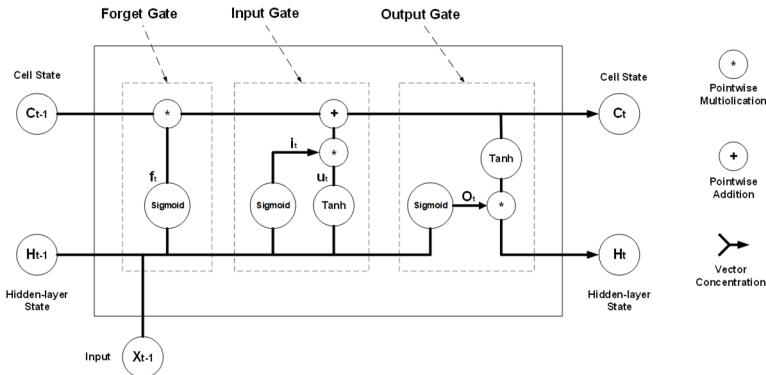 Forget Gate
Input Gate
Output Gate
Cell State
Cell State
Ct-1
*
+
Ct
*
Pointwise
Multiolication
it
*
Tanh
ft
ut
+
Pointwise
Addition
Sigmoid
Sigmoid
Tanh
Sigmoid
Ot
*
Ht-1
Ht
Vector
Concentration
Hidden-layer
State
Hidden-layer
State
Input
Xt-1